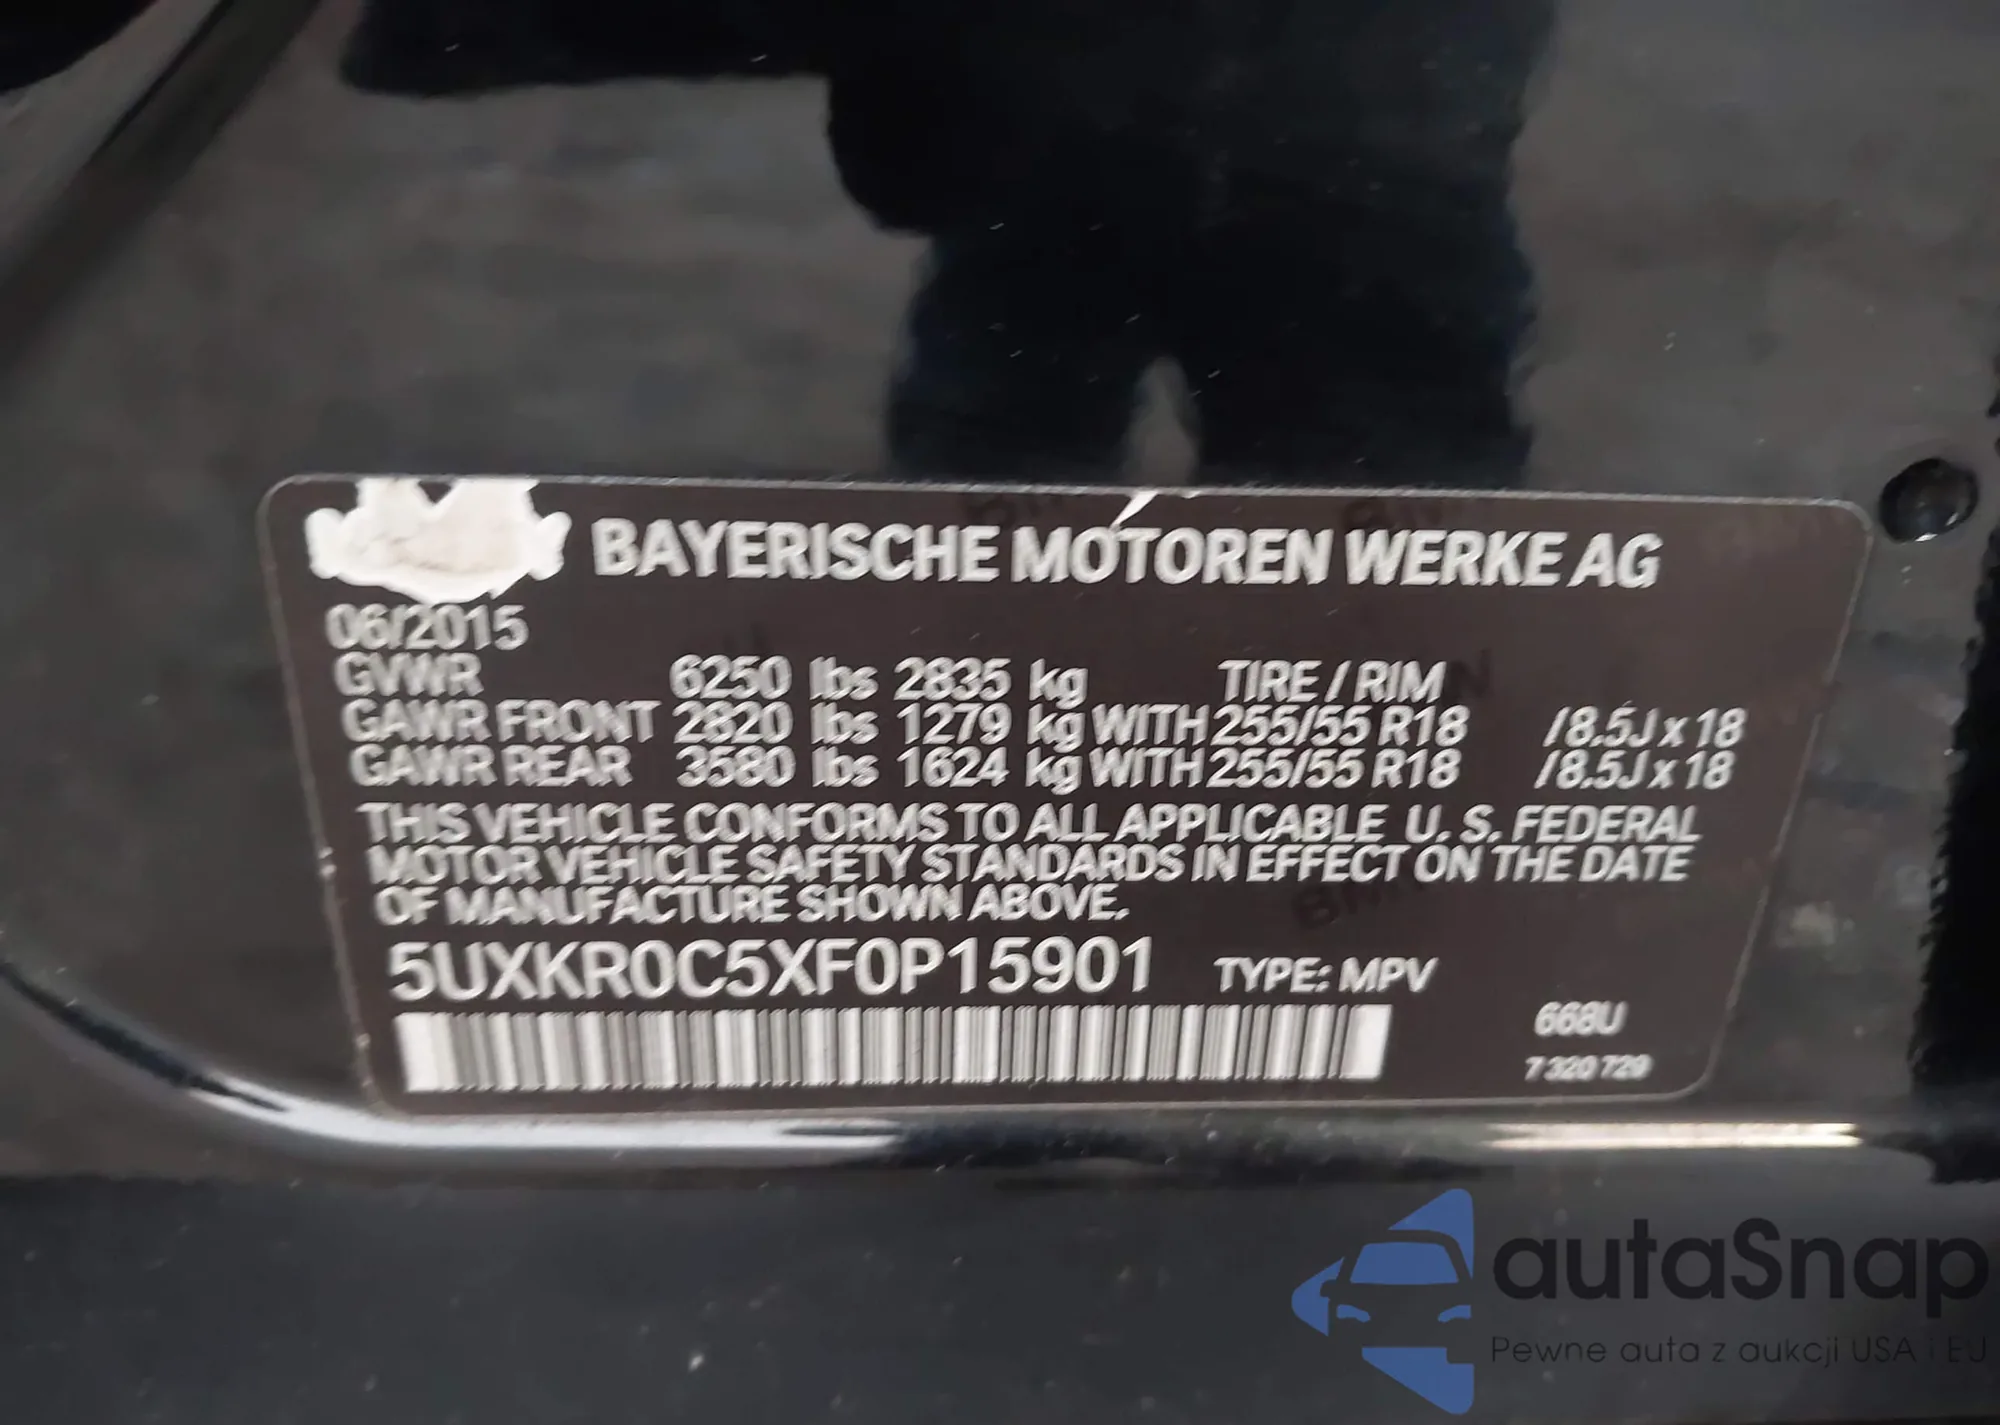 BAYERISCHE MOTOREN WERKE AG
06/2015
GVWR 6250 lbs 2835 kg TIRE / RIM
GAWR FRONT 2820 lbs 1279 kg WITH 255/55 R18 / 8.5J x 18
GAWR REAR 3580 lbs 1624 kg WITH 255/55 R18 / 8.5J x 18
THIS VEHICLE CONFORMS TO ALL APPLICABLE U. S. FEDERAL
MOTOR VEHICLE SAFETY STANDARDS IN EFFECT ON THE DATE
OF MANUFACTURE SHOWN ABOVE.
5UXKR0C5XF0P15901 TYPE: MPV
668U
7 320 729
autaSnap
Pewne auta z aukcji USA i EU